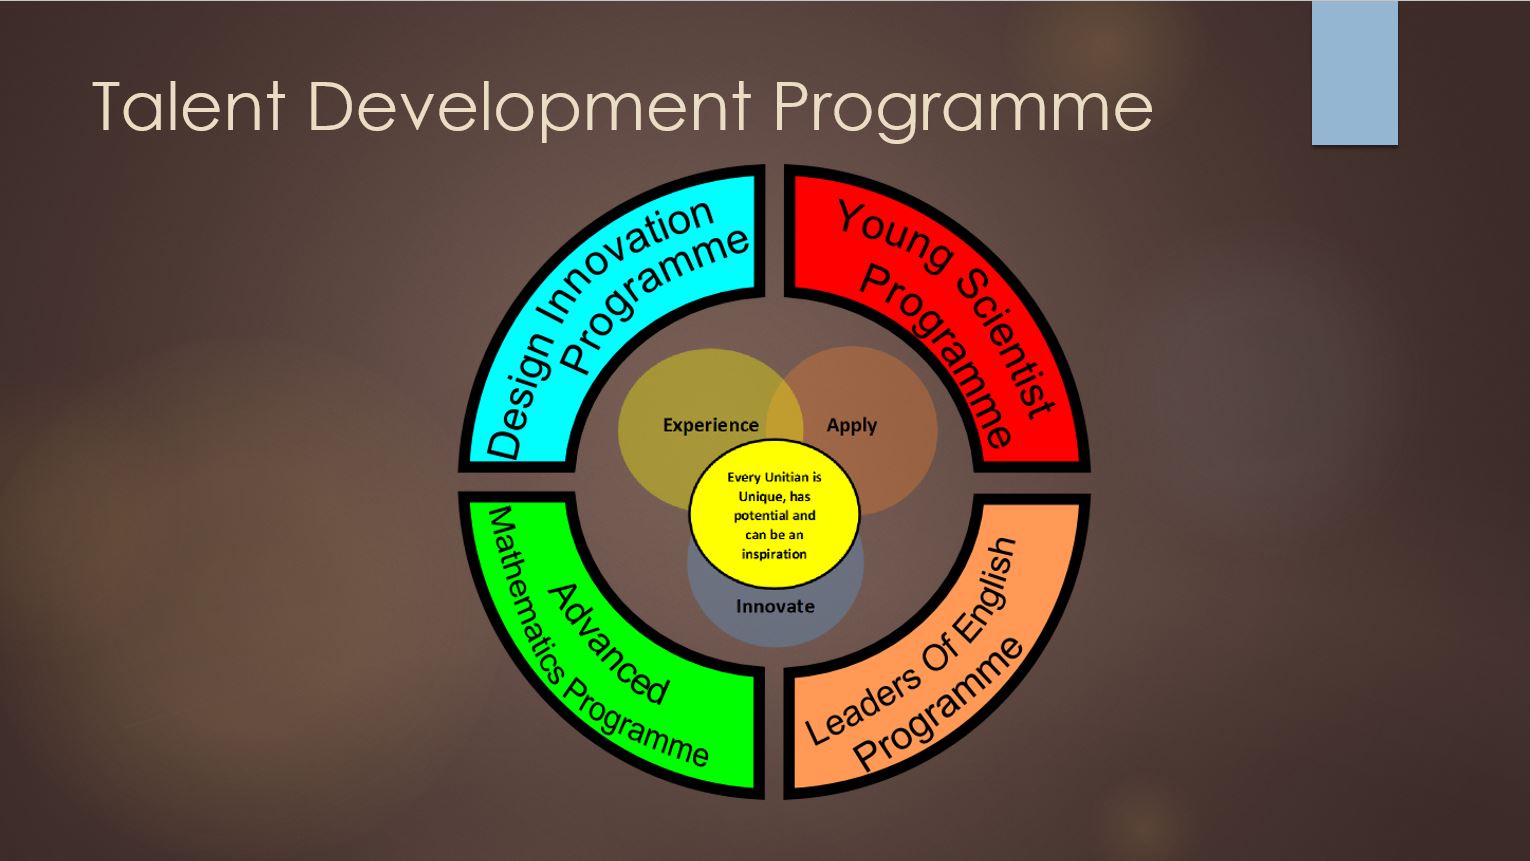 Talent Development Programme
Design Innovation
Programme
Young Scientist
Programme
Experience
Apply
Every Unitian is
Unique, has
potential and
can be an
inspiration
Innovate
Advanced
Mathematics Programme
Leaders Of English
Programme